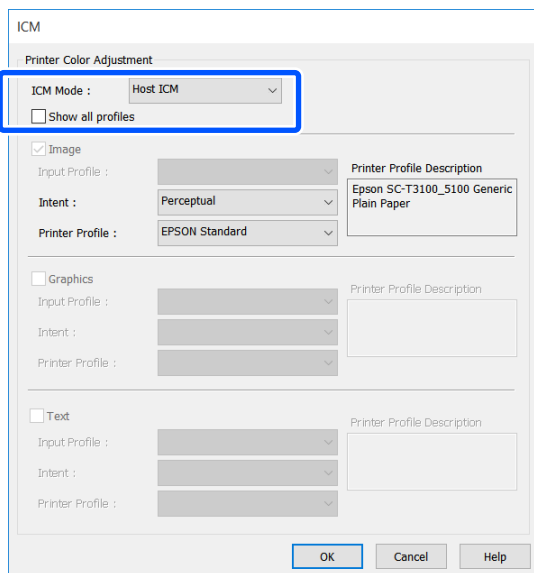 ICM
Printer Color Adjustment
ICM Mode : Host ICM
Show all profiles
Image
Input Profile : Printer Profile Description
Intent : Perceptual Epson SC-T3100_5100 Generic
Plain Paper
Printer Profile : EPSON Standard
Graphics
Input Profile : Printer Profile Description
Intent :
Printer Profile :
Text
Input Profile : Printer Profile Description
Intent :
Printer Profile :
OK Cancel Help